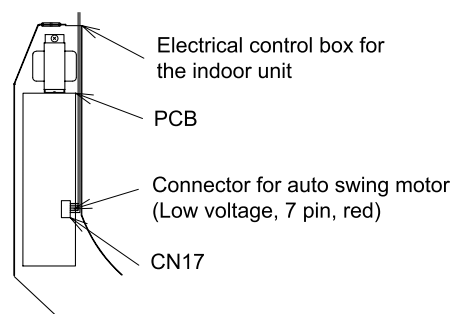 Electrical control box for
the indoor unit
PCB
Connector for auto swing motor
(Low voltage, 7 pin, red)
CN17